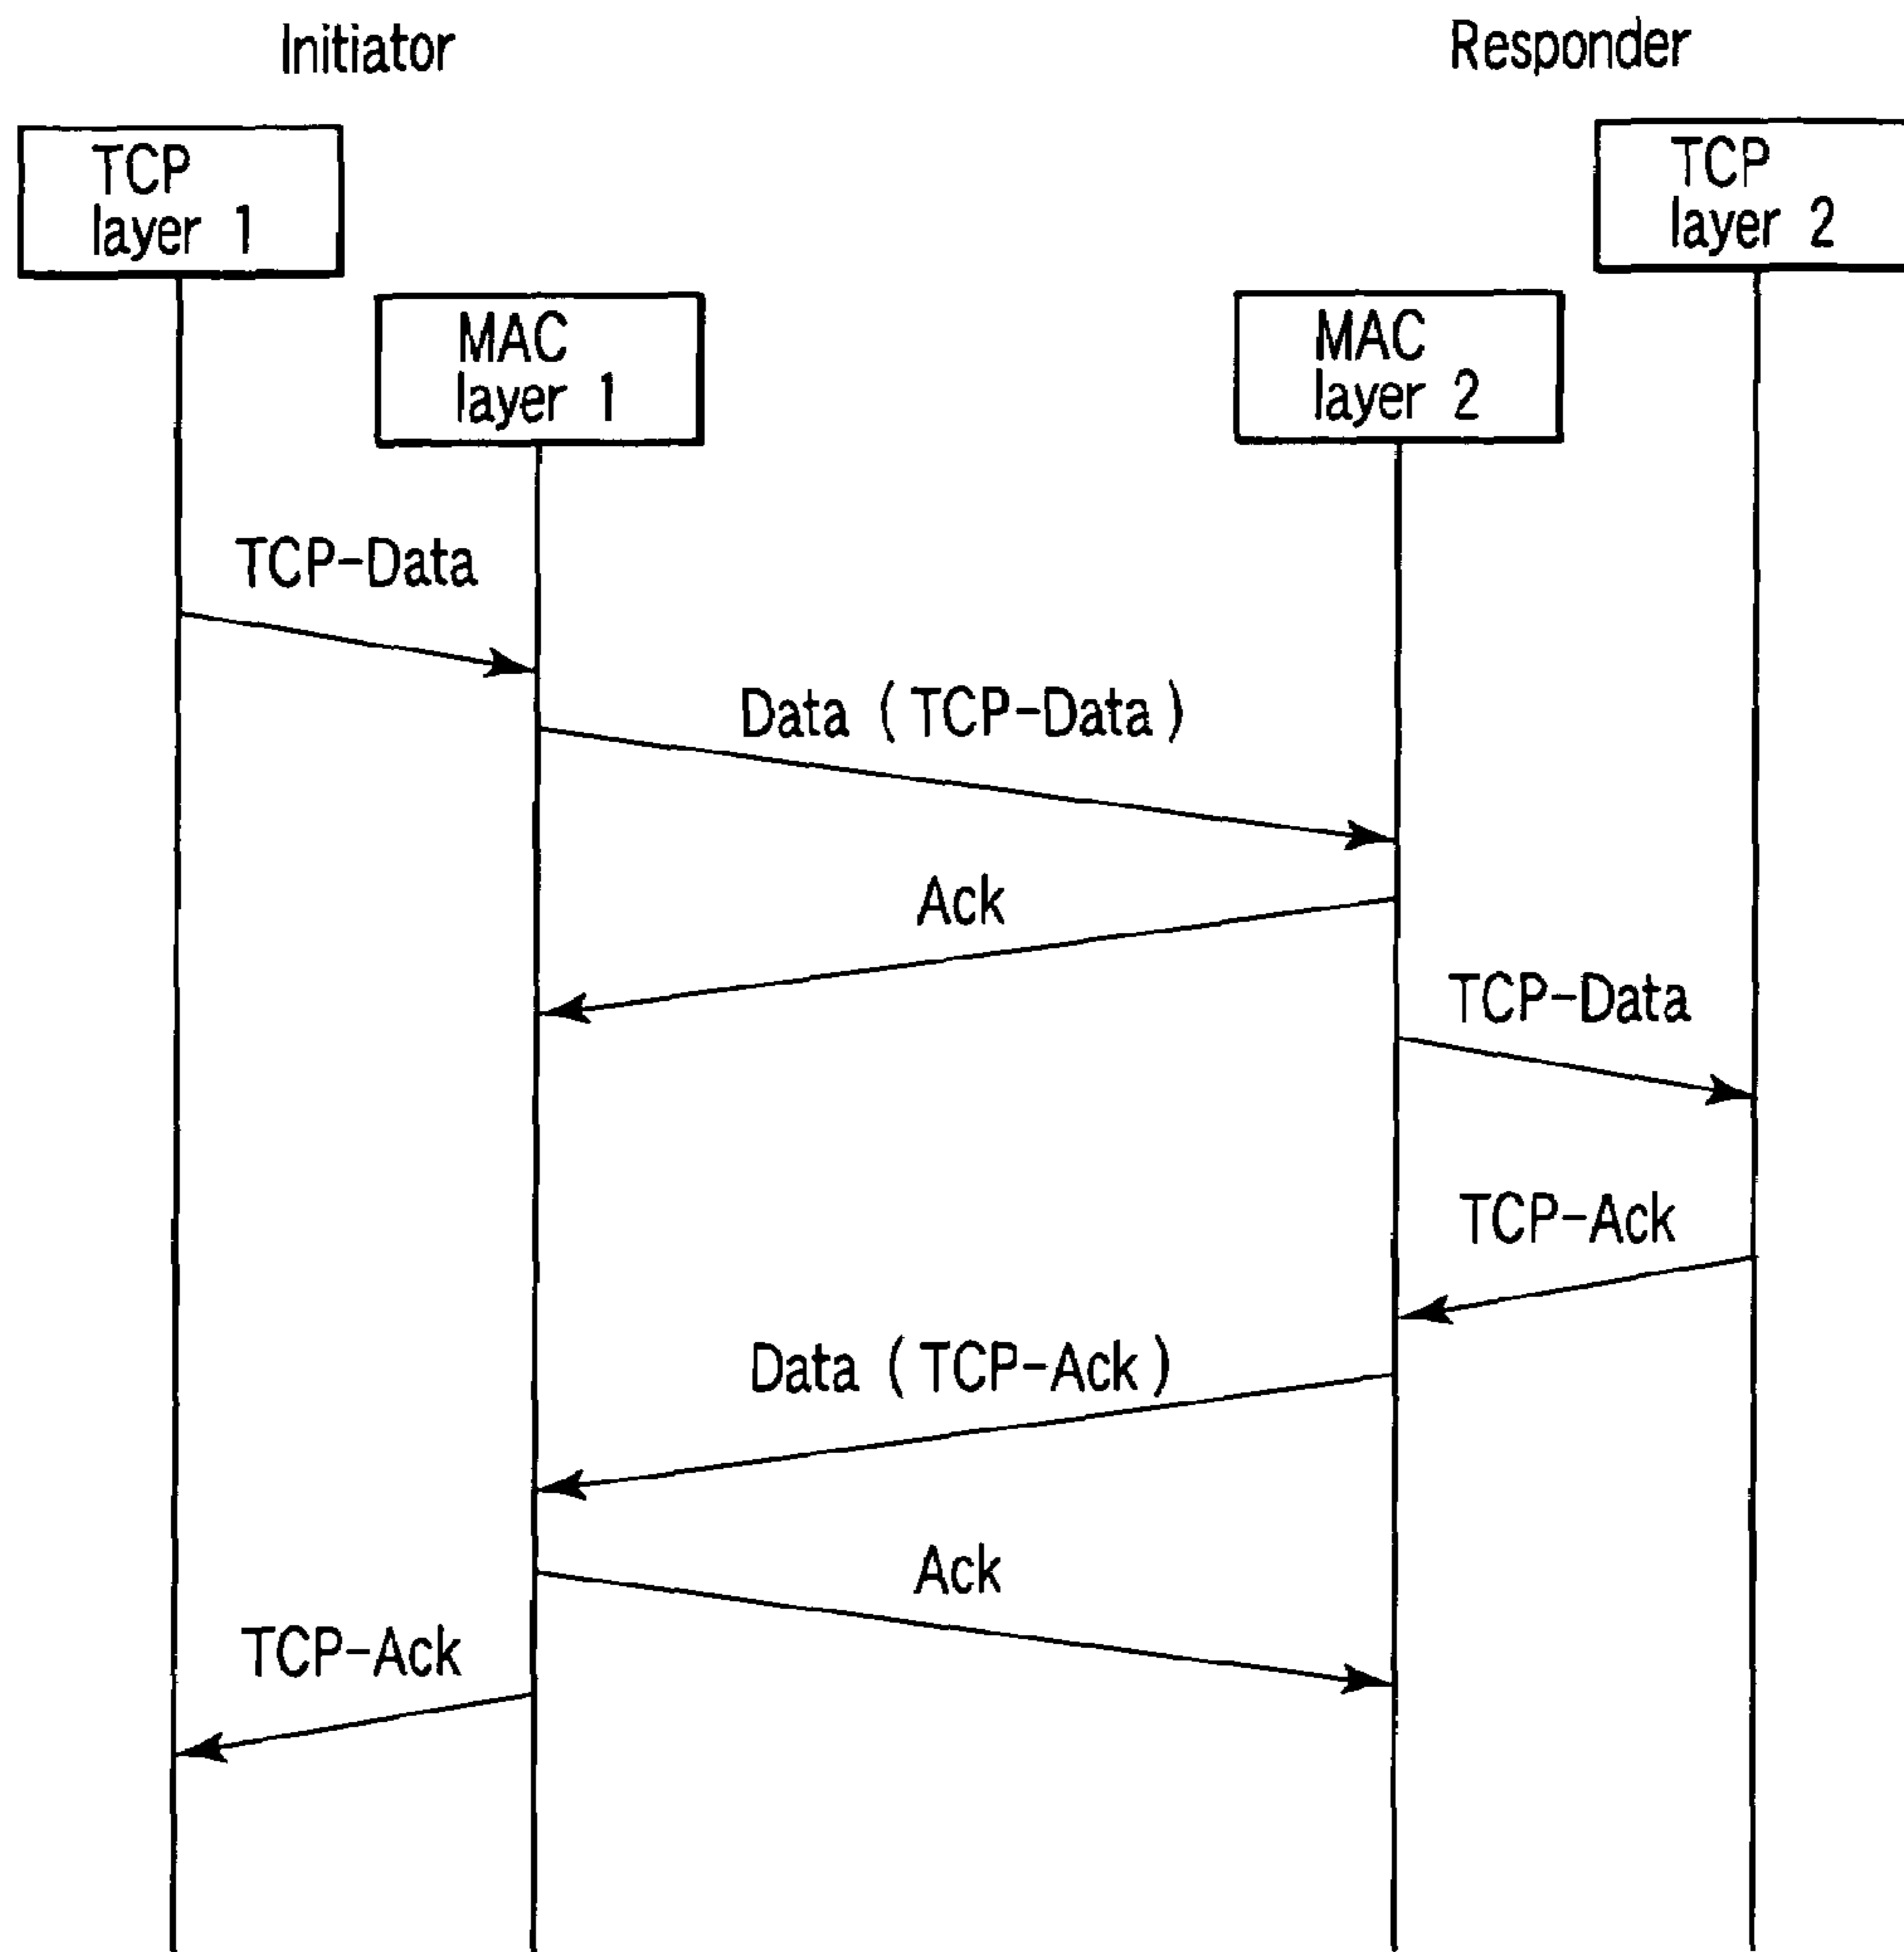 Initiator
Responder
TCP
layer 1
TCP
layer 2
MAC
layer 1
MAC
layer 2
TCP-Data
Data (TCP-Data)
Ack
TCP-Data
TCP-Ack
Data (TCP-Ack)
Ack
TCP-Ack